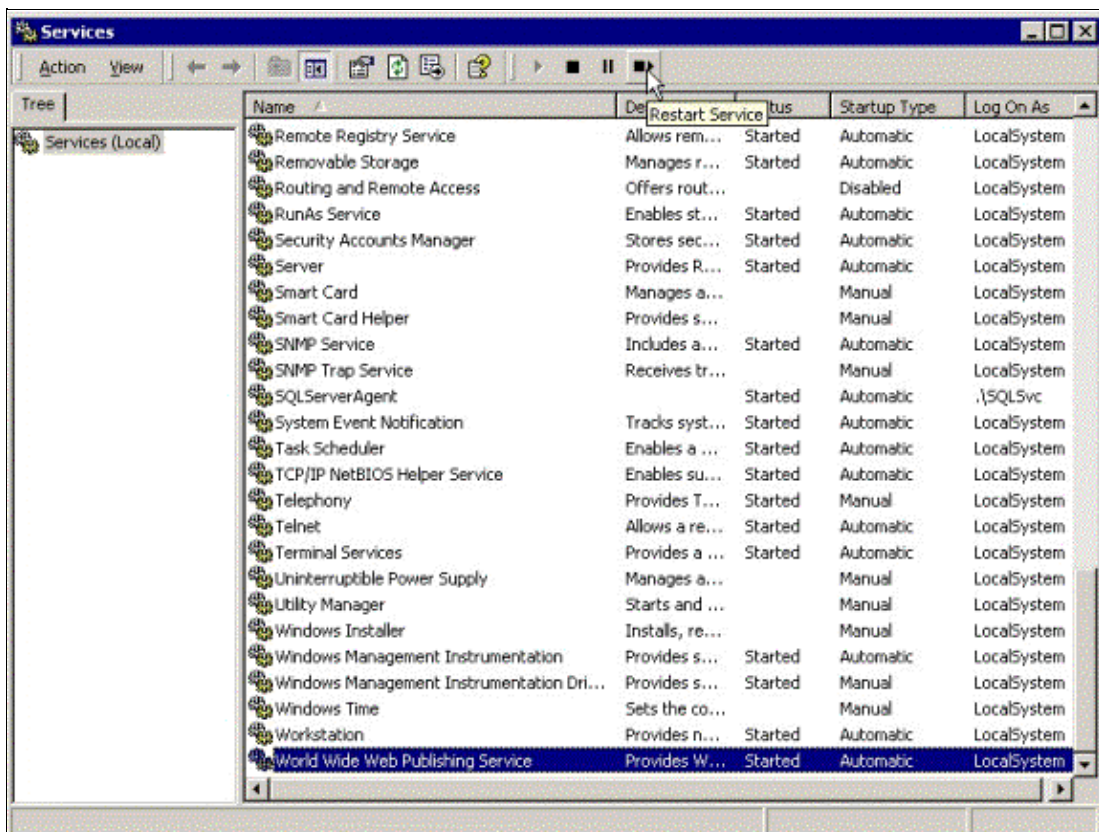 Services
Action View
Tree
Name De Restart Service tus Startup Type Log On As
Services (Local)
Remote Registry Service Allows rem... Started Automatic LocalSystem
Removable Storage Manages r... Started Automatic LocalSystem
Routing and Remote Access Offers rout... Disabled LocalSystem
RunAs Service Enables st... Started Automatic LocalSystem
Security Accounts Manager Stores sec... Started Automatic LocalSystem
Server Provides R... Started Automatic LocalSystem
Smart Card Manages a... Manual LocalSystem
Smart Card Helper Provides s... Manual LocalSystem
SNMP Service Includes a... Started Automatic LocalSystem
SNMP Trap Service Receives tr... Manual LocalSystem
SQLServerAgent Started Automatic .\SQLSvc
System Event Notification Tracks syst... Started Automatic LocalSystem
Task Scheduler Enables a ... Started Automatic LocalSystem
TCP/IP NetBIOS Helper Service Enables su... Started Automatic LocalSystem
Telephony Provides T... Started Manual LocalSystem
Telnet Allows a re... Started Automatic LocalSystem
Terminal Services Provides a ... Started Automatic LocalSystem
Uninterruptible Power Supply Manages a... Manual LocalSystem
Utility Manager Starts and ... Manual LocalSystem
Windows Installer Installs, re... Manual LocalSystem
Windows Management Instrumentation Provides s... Started Automatic LocalSystem
Windows Management Instrumentation Dri... Provides s... Started Manual LocalSystem
Windows Time Sets the co... Manual LocalSystem
Workstation Provides n... Started Automatic LocalSystem
World Wide Web Publishing Service Provides W... Started Automatic LocalSystem